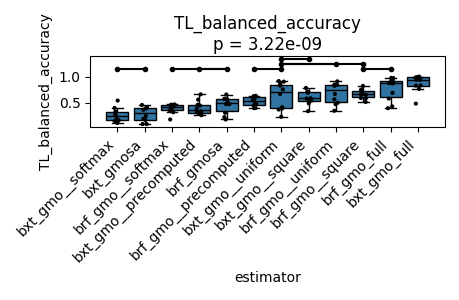 TL_balanced_accuracy
p = 3.22e-09
TL_balanced_accuracy
1.0
0.5
bxt_gmo__softmax
bxt_gmosa
brf_gmo__softmax
bxt_gmo__precomputed
brf_gmosa
brf_gmo__precomputed
bxt_gmo__uniform
bxt_gmo__square
brf_gmo__uniform
brf_gmo__square
brf_gmo_full
bxt_gmo_full
estimator